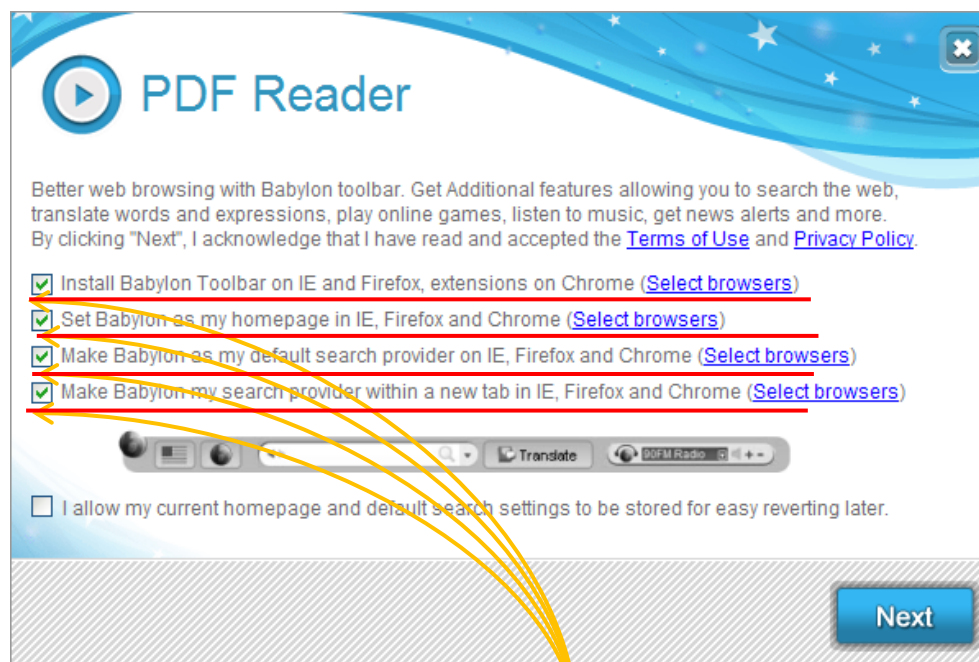 PDF Reader
Better web browsing with Babylon toolbar. Get Additional features allowing you to search the web,
translate words and expressions, play online games, listen to music, get news alerts and more.
By clicking "Next", I acknowledge that I have read and accepted the Terms of Use and Privacy Policy.
Install Babylon Toolbar on IE and Firefox, extensions on Chrome (Select browsers)
Set Babylon as my homepage in IE, Firefox and Chrome (Select browsers)
Make Babylon as my default search provider on IE, Firefox and Chrome (Select browsers)
Make Babylon my search provider within a new tab in IE, Firefox and Chrome (Select browsers)
Translate 90FM Radio
I allow my current homepage and default search settings to be stored for easy reverting later.
Next